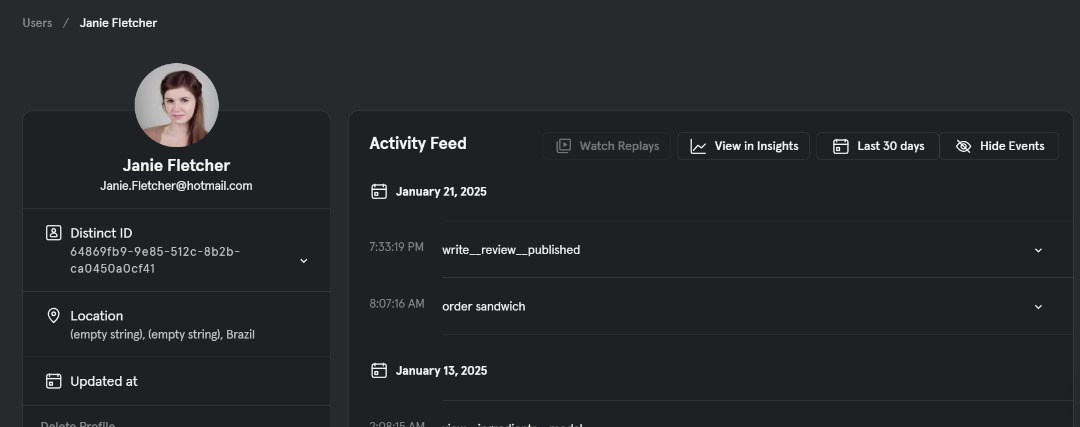 Users / Janie Fletcher
Janie Fletcher
Janie.Fletcher@hotmail.com
Distinct ID
64869fb9-9e85-512c-8b2b-
ca0450a0cf41
Location
(empty string), (empty string), Brazil
Updated at
Delete Profile
Activity Feed
Watch Replays
View in Insights
Last 30 days
Hide Events
January 21, 2025
7:33:19 PM write__review__published
8:07:16 AM order sandwich
January 13, 2025
2:08:15 AM